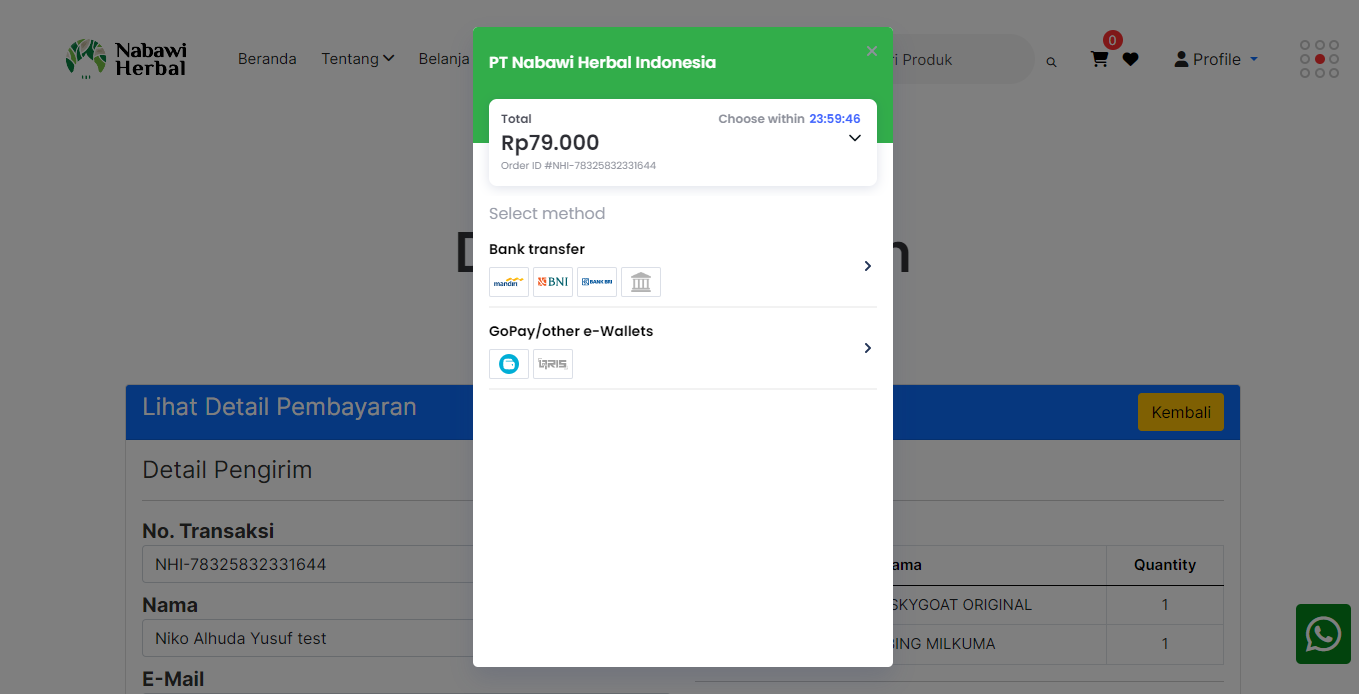 Nabawi
Herbal
Beranda
Tentang
Belanja
Produk
0
Profile
PT Nabawi Herbal Indonesia
×
Total
Choose within 23:59:46
Rp79.000
Order ID #NHI-78325832331644
Select method
Bank transfer
mandiri
BNI
BANK BRI
GoPay/other e-Wallets
QRIS
Lihat Detail Pembayaran
Kembali
Detail Pengirim
No. Transaksi
NHI-78325832331644
Nama
Niko Alhuda Yusuf test
E-Mail
Quantity
SKYGOAT ORIGINAL
1
MILKUMA
1